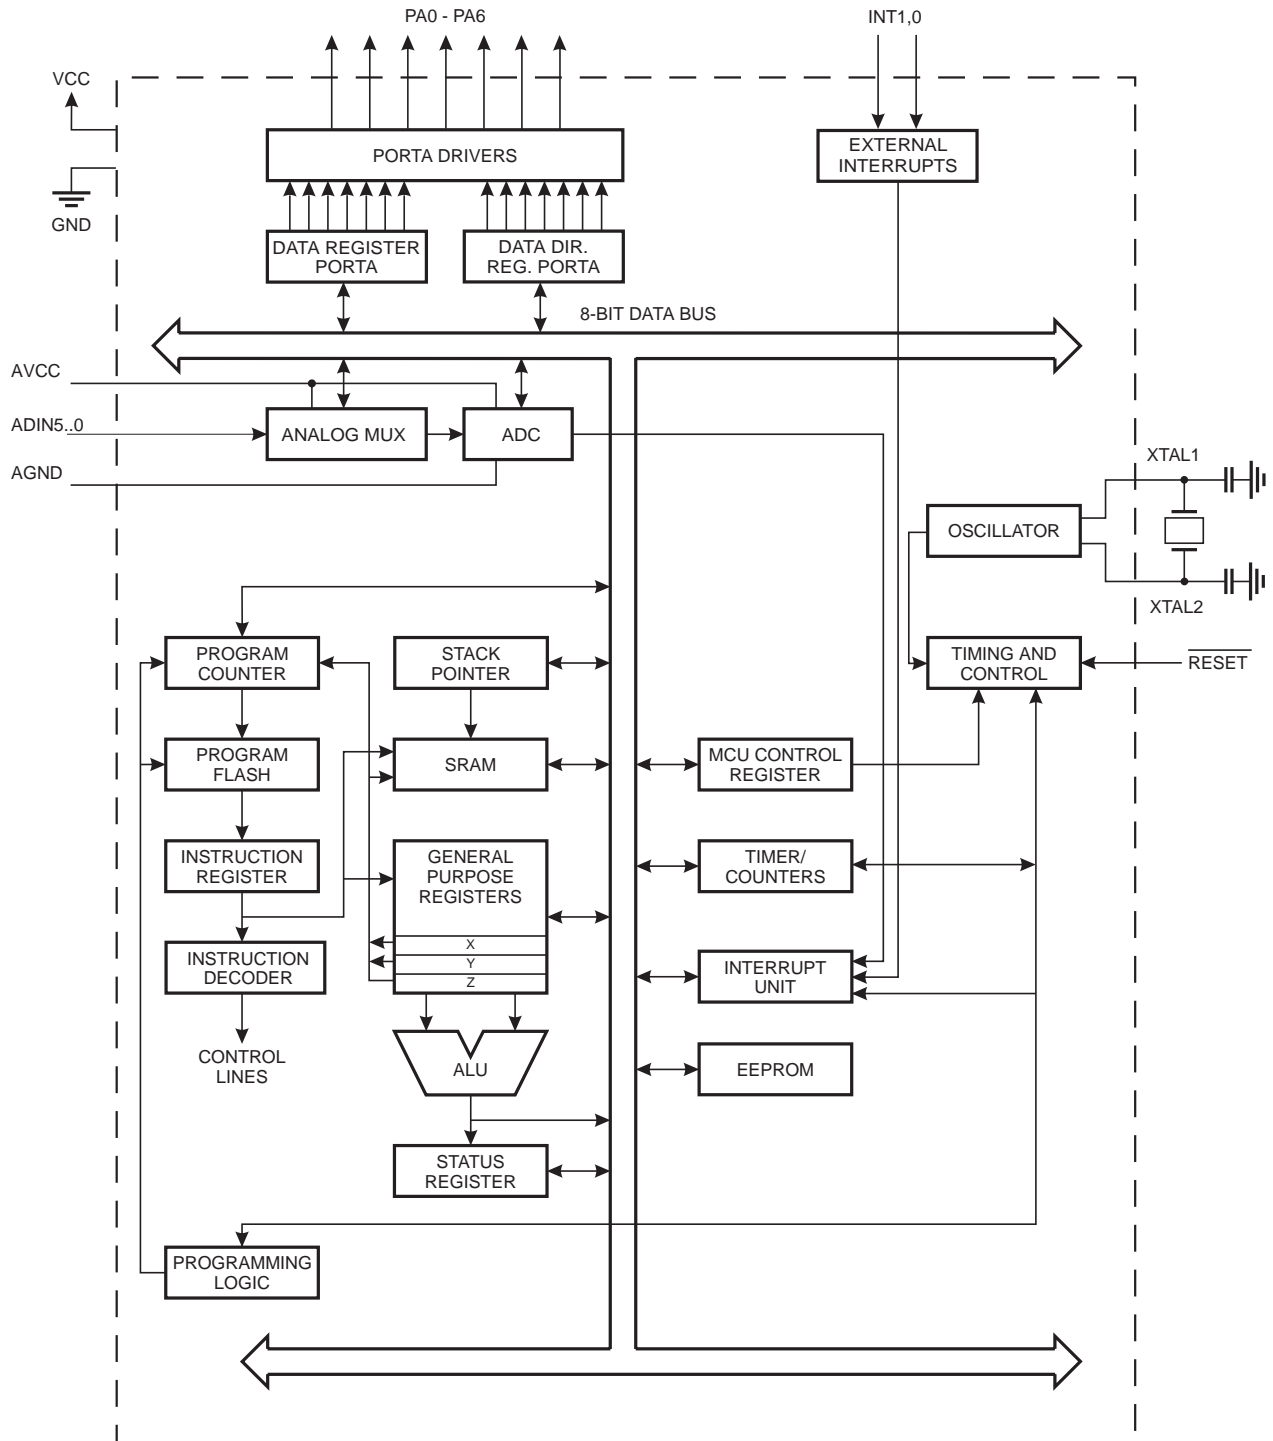 PA0 - PA6
INT1,0
VCC
GND
PORTA DRIVERS
EXTERNAL
INTERRUPTS
DATA REGISTER
PORTA
DATA DIR.
REG. PORTA
8-BIT DATA BUS
AVCC
ADIN5..0
AGND
ANALOG MUX
ADC
XTAL1
OSCILLATOR
XTAL2
PROGRAM
COUNTER
STACK
POINTER
TIMING AND
CONTROL
RESET
PROGRAM
FLASH
SRAM
MCU CONTROL
REGISTER
INSTRUCTION
REGISTER
GENERAL
PURPOSE
REGISTERS
X
Y
Z
TIMER/
COUNTERS
INSTRUCTION
DECODER
INTERRUPT
UNIT
CONTROL
LINES
ALU
EEPROM
STATUS
REGISTER
PROGRAMMING
LOGIC